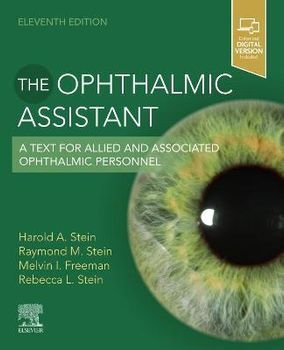 ELEVENTH EDITION
Enhanced
DIGITAL
VERSION
Included
THE OPHTHALMIC
ASSISTANT
A TEXT FOR ALLIED AND ASSOCIATED
OPHTHALMIC PERSONNEL
Harold A. Stein
Raymond M. Stein
Melvin I. Freeman
Rebecca L. Stein
ELSEVIER